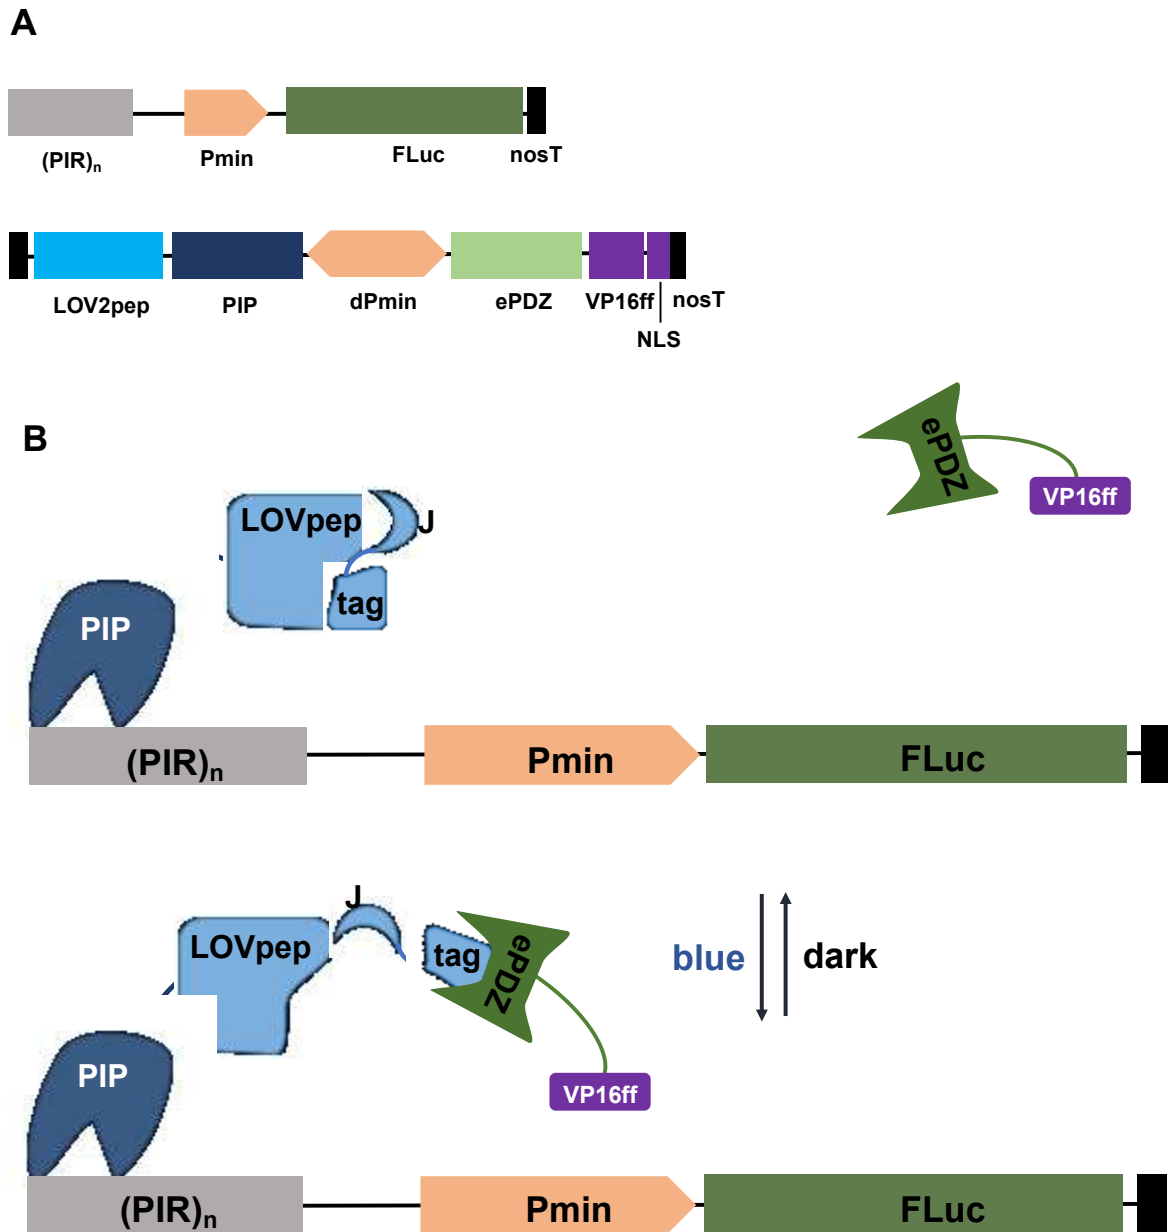 A
(PIR)n
Pmin
FLuc
nosT
LOV2pep
PIP
dPmin
ePDZ
VP16ff
nosT
NLS
B
ePDZ
VP16ff
LOVpep
J
tag
PIP
(PIR)n
Pmin
FLuc
J
LOVpep
tag
ePDZ
blue
dark
PIP
VP16ff
(PIR)n
Pmin
FLuc